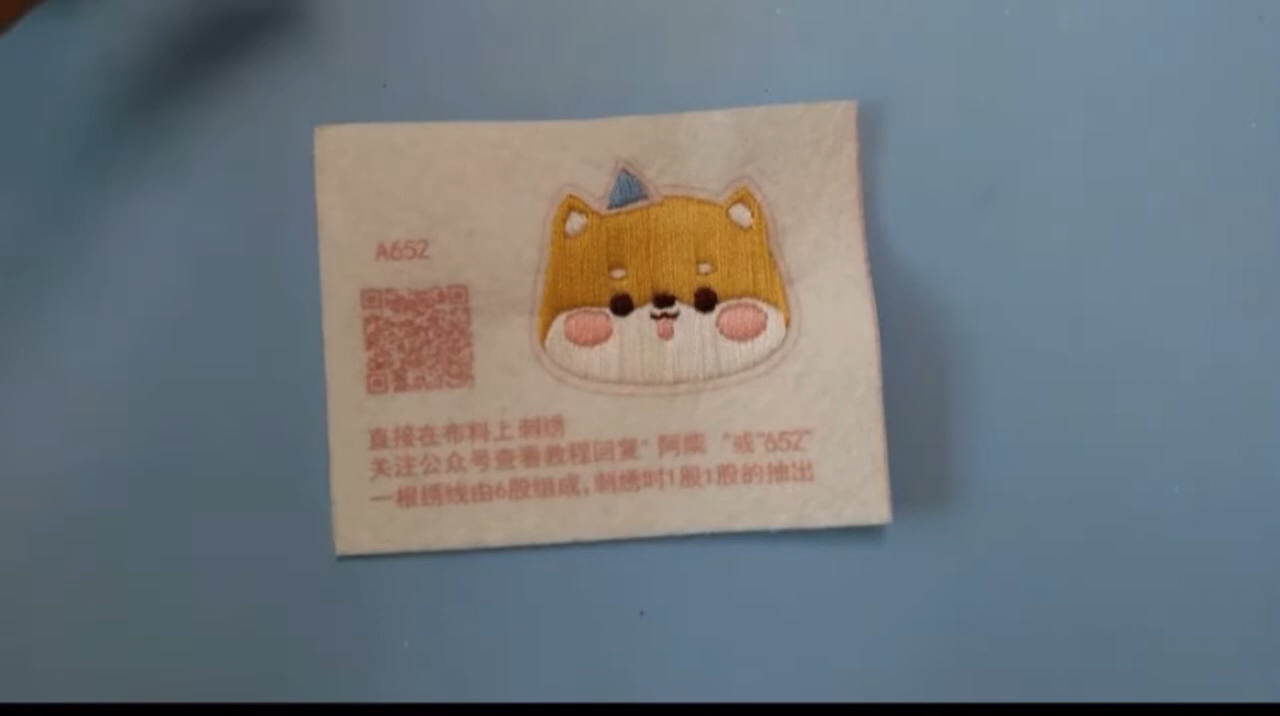 A652
直接在布料上刺绣
关注公众号查看教程回复“阿柴 ”或“652”
一根绣线由6股组成,刺绣时1股1股的抽出